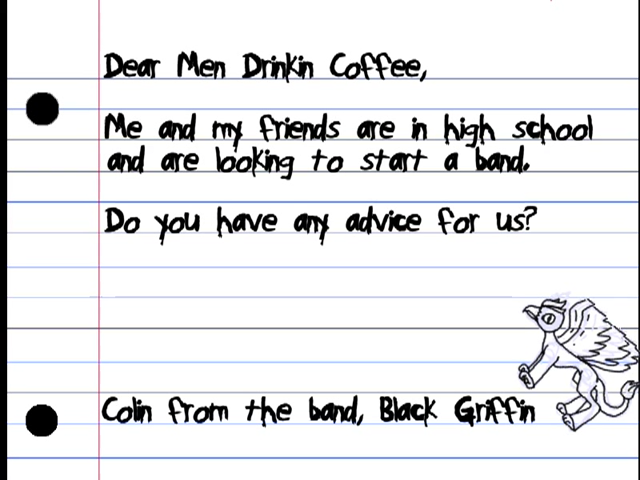 Dear Men Drinkin Coffee,
Me and my friends are in high school
and are looking to start a band.
Do you have any advice for us?
Colin from the band, Black Griffin